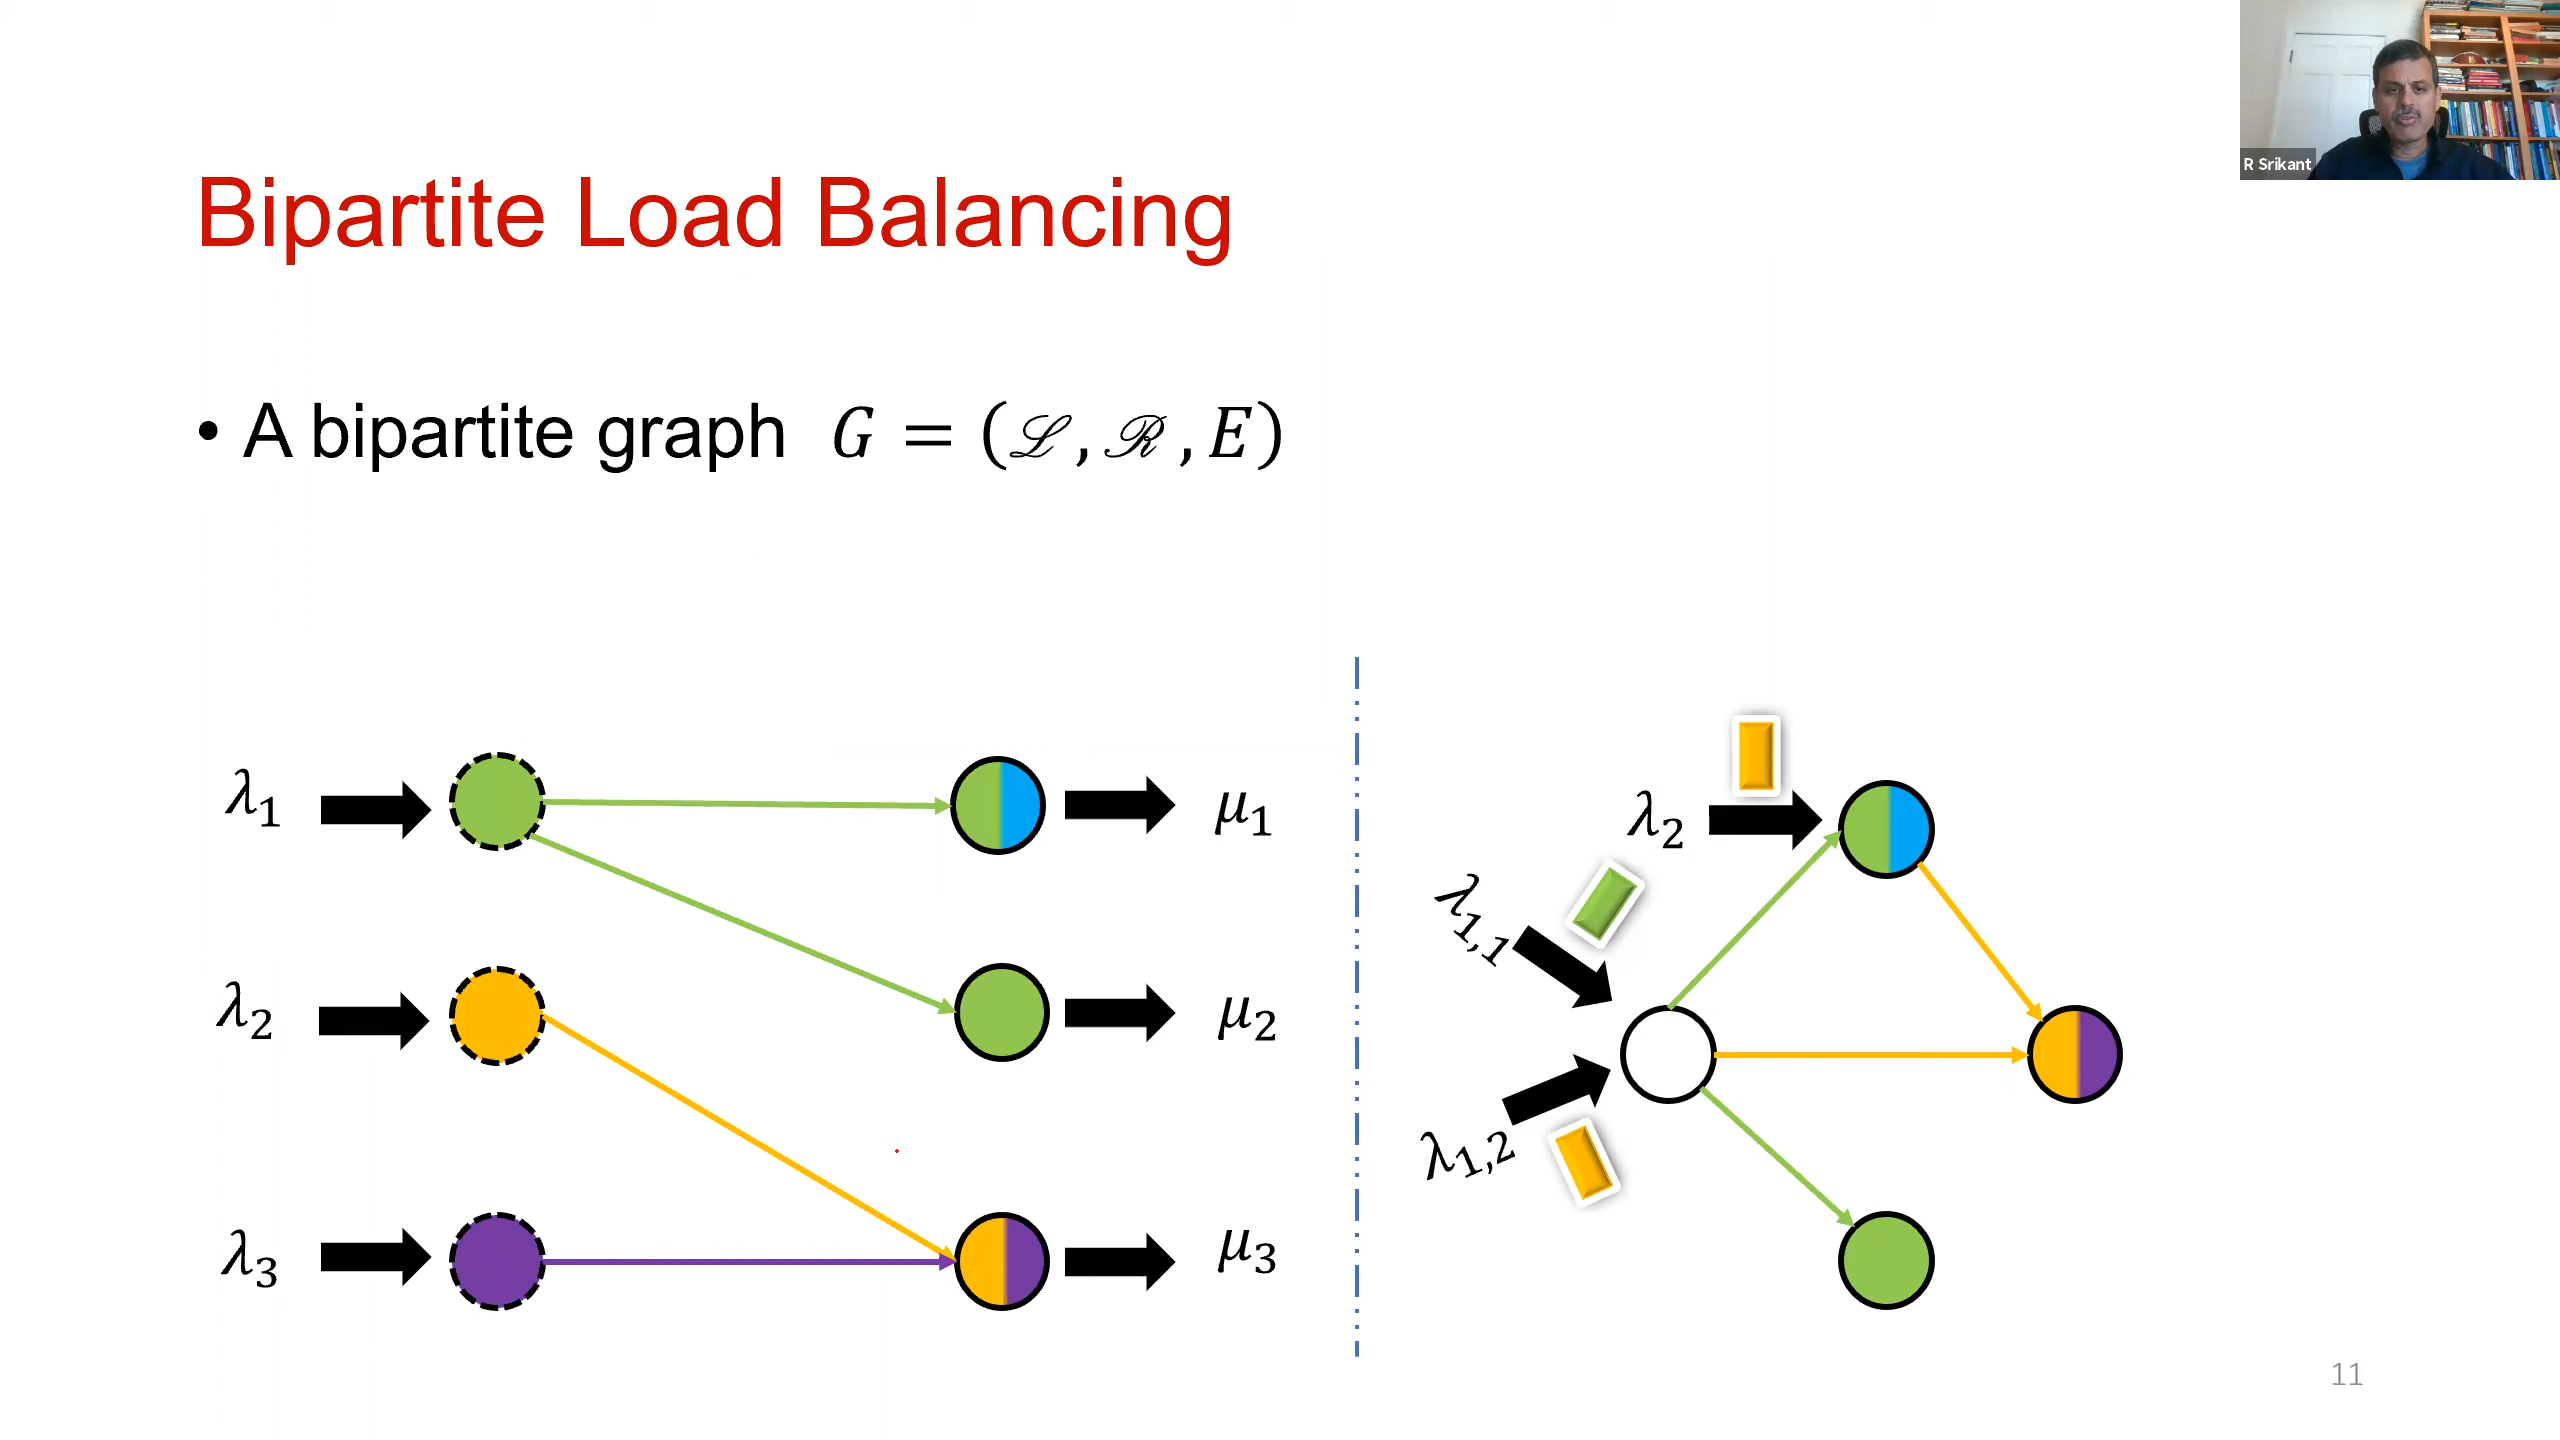 R Srikant
Bipartite Load Balancing
• A bipartite graph G = (ℒ, ℛ, E)
λ₁
μ₁
λ₂
μ₂
λ₃
μ₃
λ₂
λ₁,₁
λ₁,₂
11